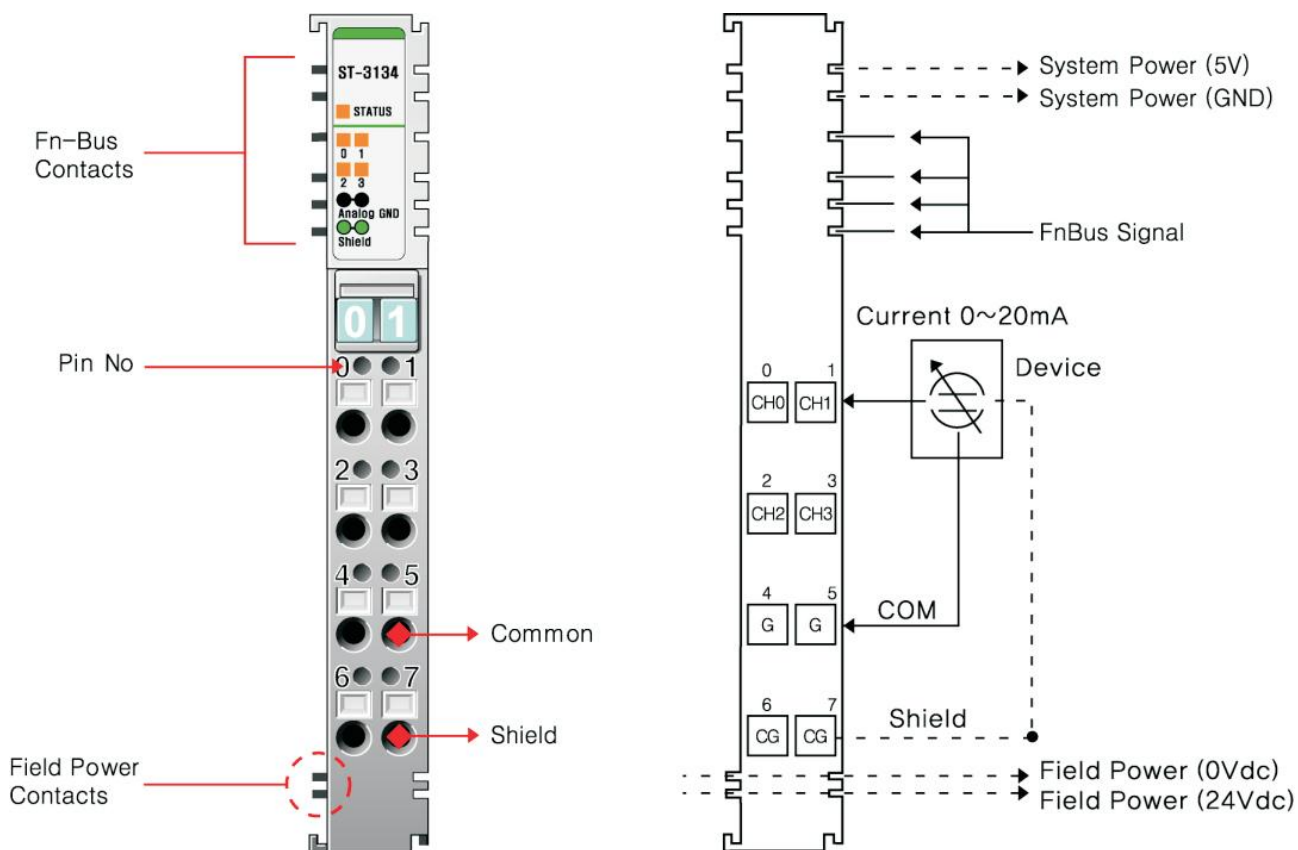 ST-3134
STATUS
0 1
2 3
Analog GND
Shield
Fn-Bus
Contacts
01
Pin No
0 1
2 3
4 5
Common
6 7
Shield
Field Power
Contacts
System Power (5V)
System Power (GND)
FnBus Signal
Current 0~20mA
Device
0 1
CH0 CH1
2 3
CH2 CH3
4 5
G G
COM
6 7
CG CG
Shield
Field Power (0Vdc)
Field Power (24Vdc)